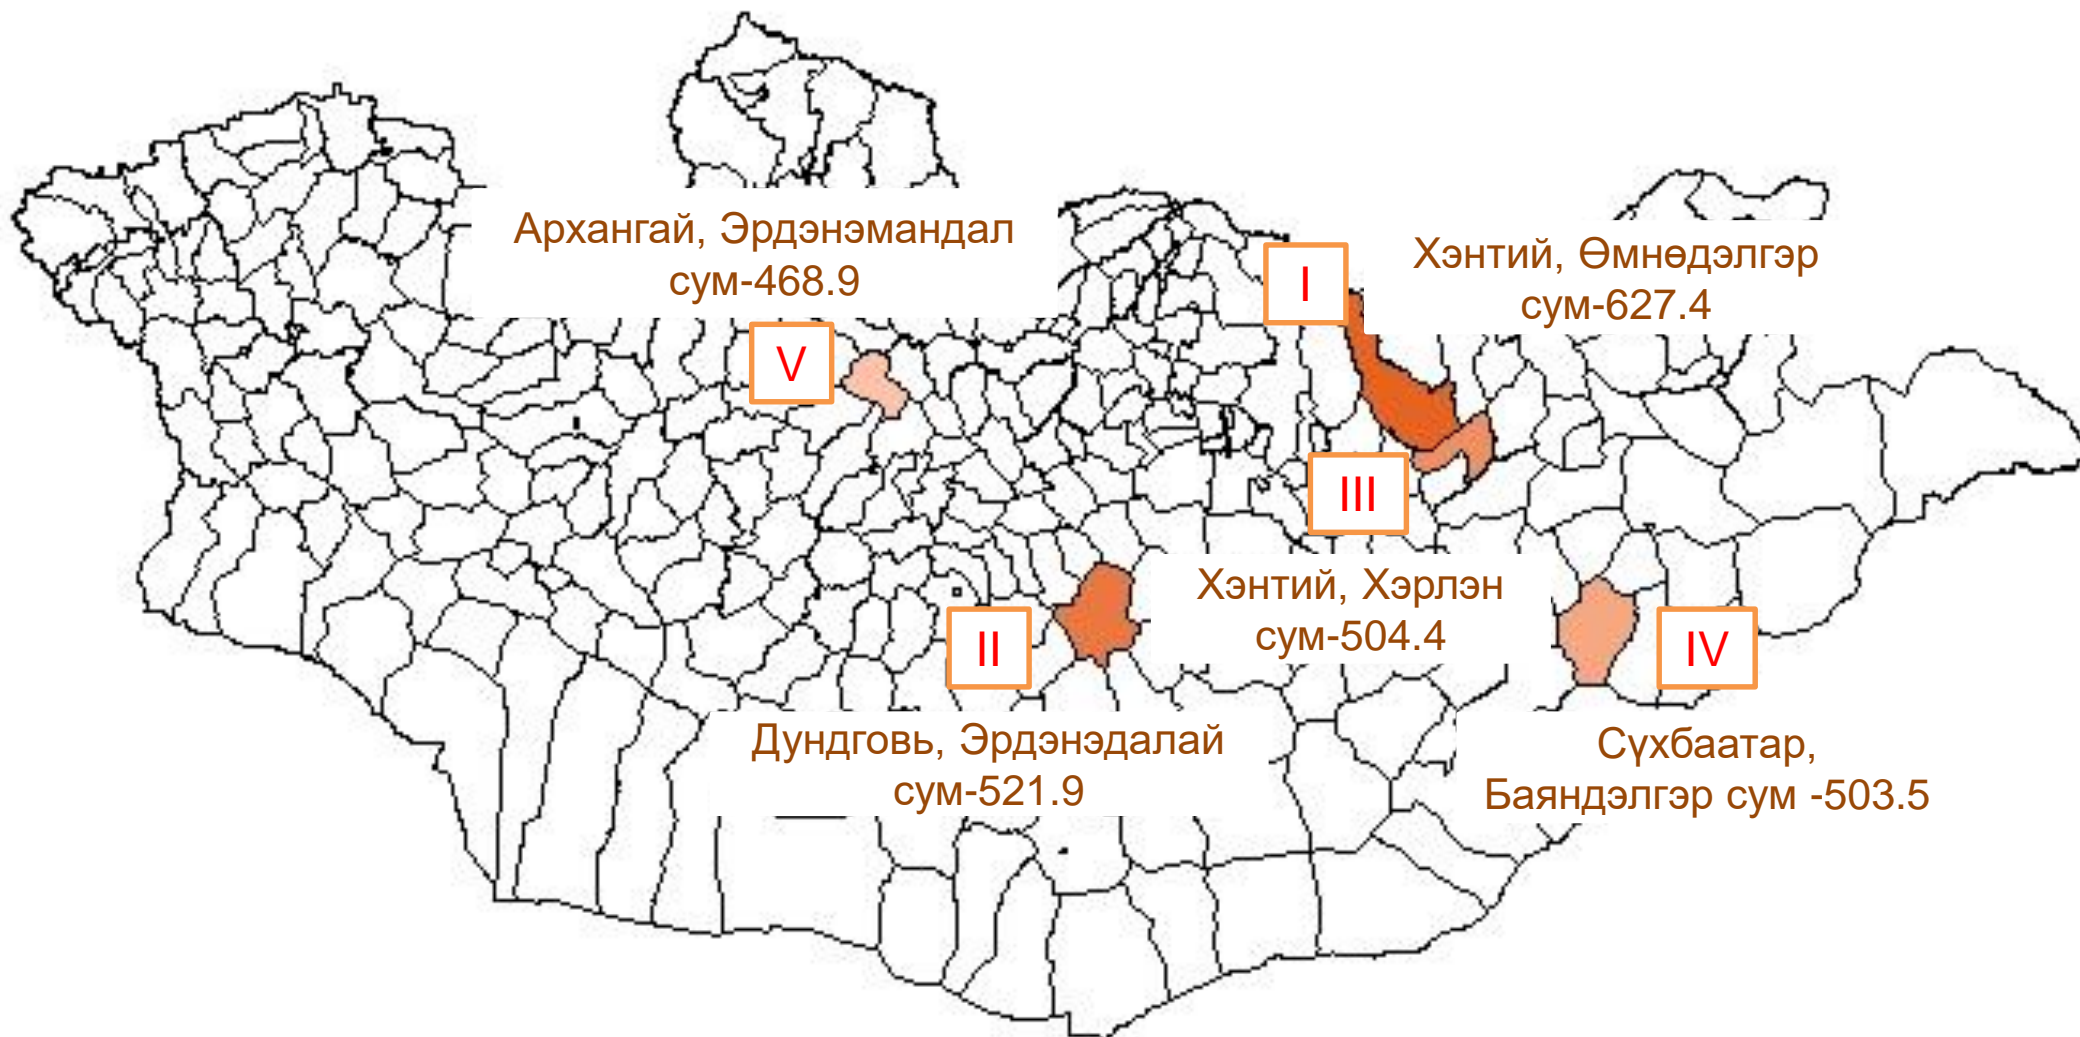 Архангай, Эрдэнэмандал
сум-468.9
I
Хэнтий, Өмнөдэлгэр
сум-627.4
V
III
Хэнтий, Хэрлэн
сум-504.4
II
IV
Дундговь, Эрдэнэдалай
сум-521.9
Сүхбаатар,
Баяндэлгэр сум -503.5